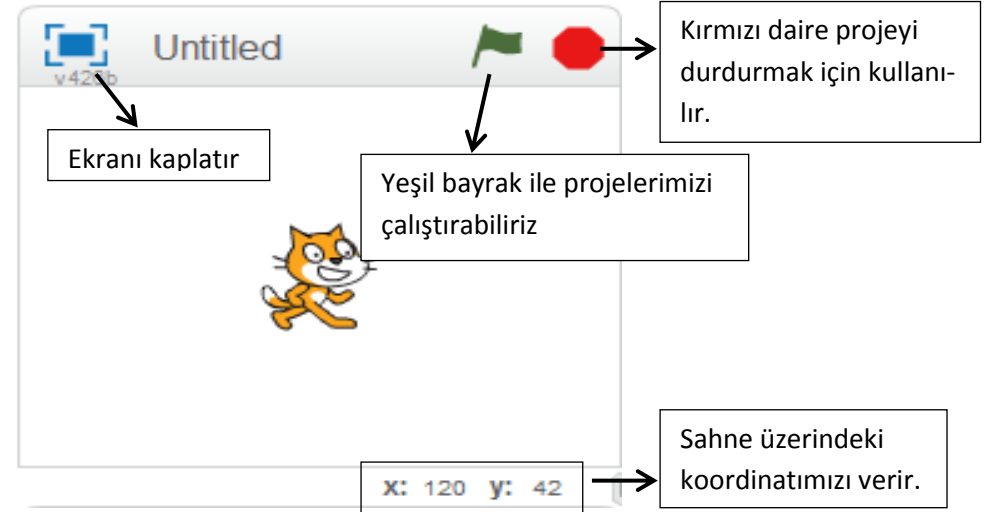 Untitled
v426b
Kırmızı daire projeyi
durdurmak için kullanı-
lır.
Ekranı kaplatır
Yeşil bayrak ile projelerimizi
çalıştırabiliriz
Sahne üzerindeki
koordinatımızı verir.
x: 120 y: 42